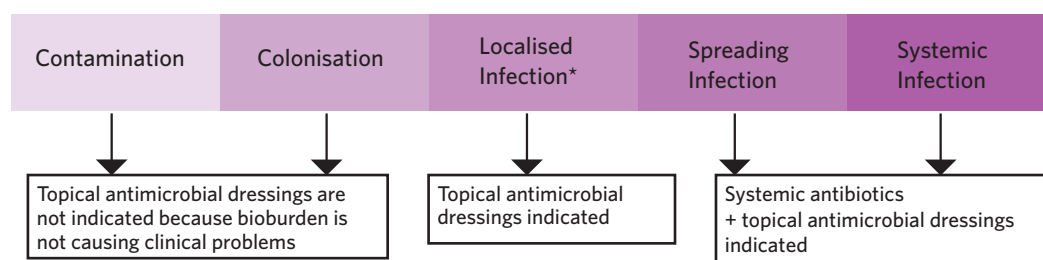 Contamination
Colonisation
Localised
Infection*
Spreading
Infection
Systemic
Infection
Topical antimicrobial dressings are
not indicated because bioburden is
not causing clinical problems
Topical antimicrobial
dressings indicated
Systemic antibiotics
+ topical antimicrobial dressings
indicated